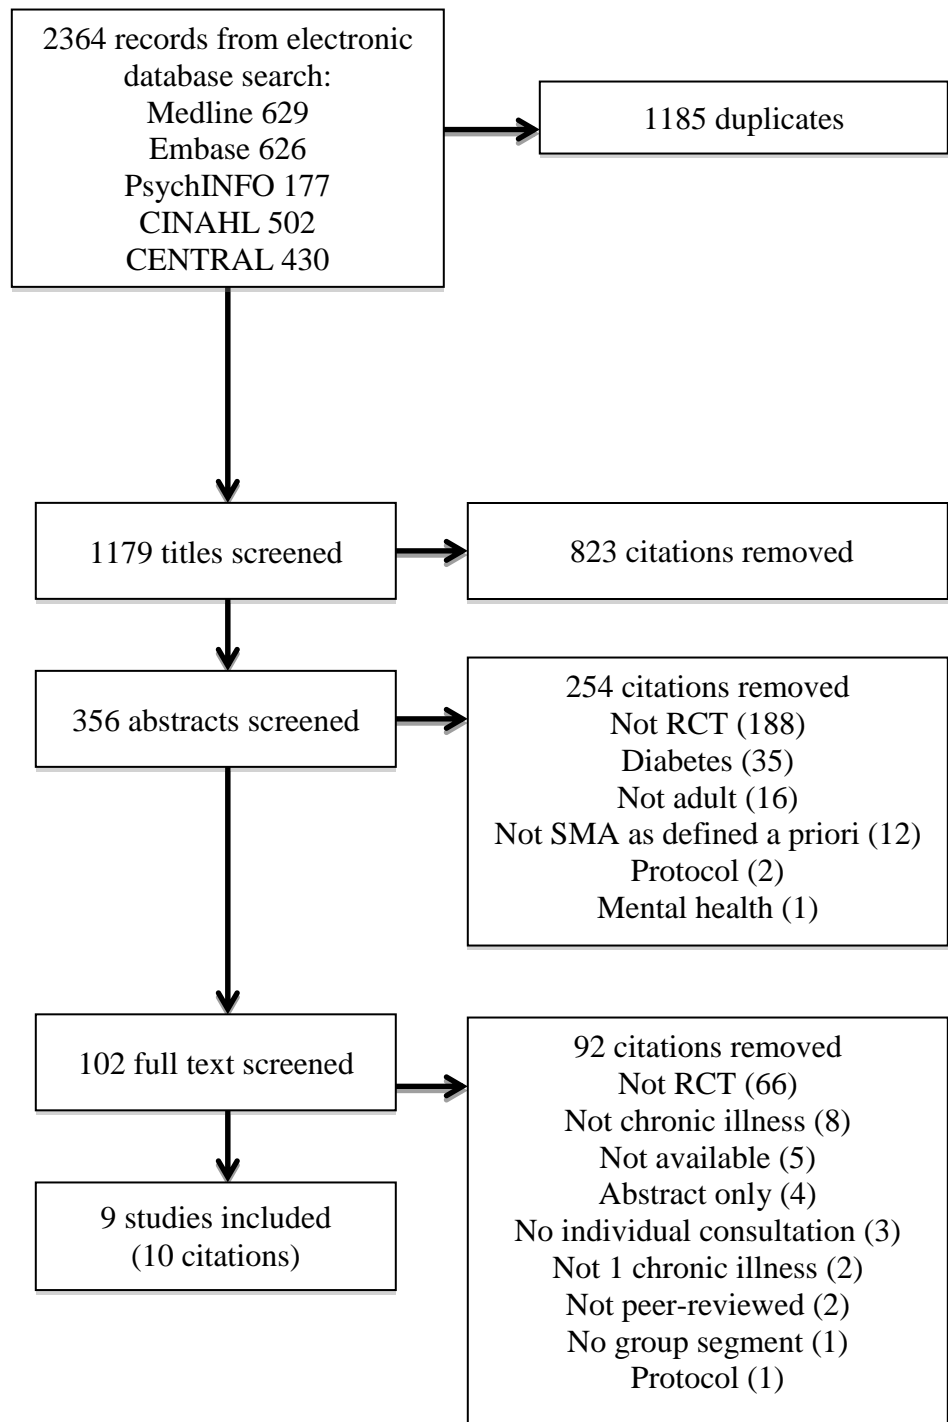 2364 records from electronic
database search:
Medline 629
Embase 626
PsychINFO 177
CINAHL 502
CENTRAL 430
1185 duplicates
1179 titles screened
823 citations removed
356 abstracts screened
254 citations removed
Not RCT (188)
Diabetes (35)
Not adult (16)
Not SMA as defined a priori (12)
Protocol (2)
Mental health (1)
102 full text screened
92 citations removed
Not RCT (66)
Not chronic illness (8)
Not available (5)
Abstract only (4)
No individual consultation (3)
Not 1 chronic illness (2)
Not peer-reviewed (2)
No group segment (1)
Protocol (1)
9 studies included
(10 citations)